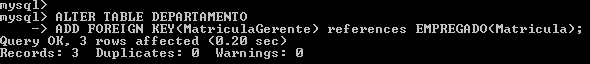 mysql>
mysql> ALTER TABLE DEPARTAMENTO
    -> ADD FOREIGN KEY(MatriculaGerente) references EMPREGADO(Matricula);
Query OK, 3 rows affected (0.20 sec)
Records: 3  Duplicates: 0  Warnings: 0